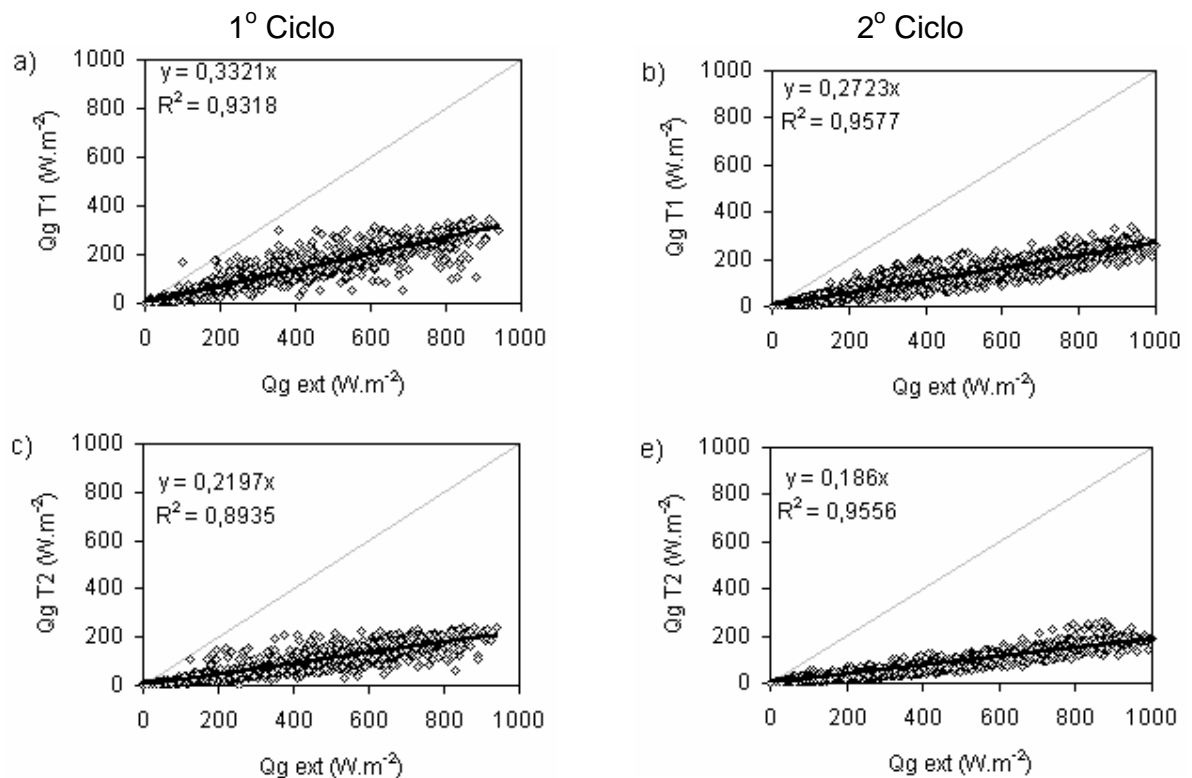 1º Ciclo
2º Ciclo
a)
y = 0,3321x
R² = 0,9318
1000
800
600
400
200
0
Qg T1 (W.m⁻²)
0 200 400 600 800 1000
Qg ext (W.m⁻²)
b)
y = 0,2723x
R² = 0,9577
1000
800
600
400
200
0
Qg T1 (W.m⁻²)
0 200 400 600 800 1000
Qg ext (W.m⁻²)
c)
y = 0,2197x
R² = 0,8935
1000
800
600
400
200
0
Qg T2 (W.m⁻²)
0 200 400 600 800 1000
Qg ext (W.m⁻²)
e)
y = 0,186x
R² = 0,9556
1000
800
600
400
200
0
Qg T2 (W.m⁻²)
0 200 400 600 800 1000
Qg ext (W.m⁻²)